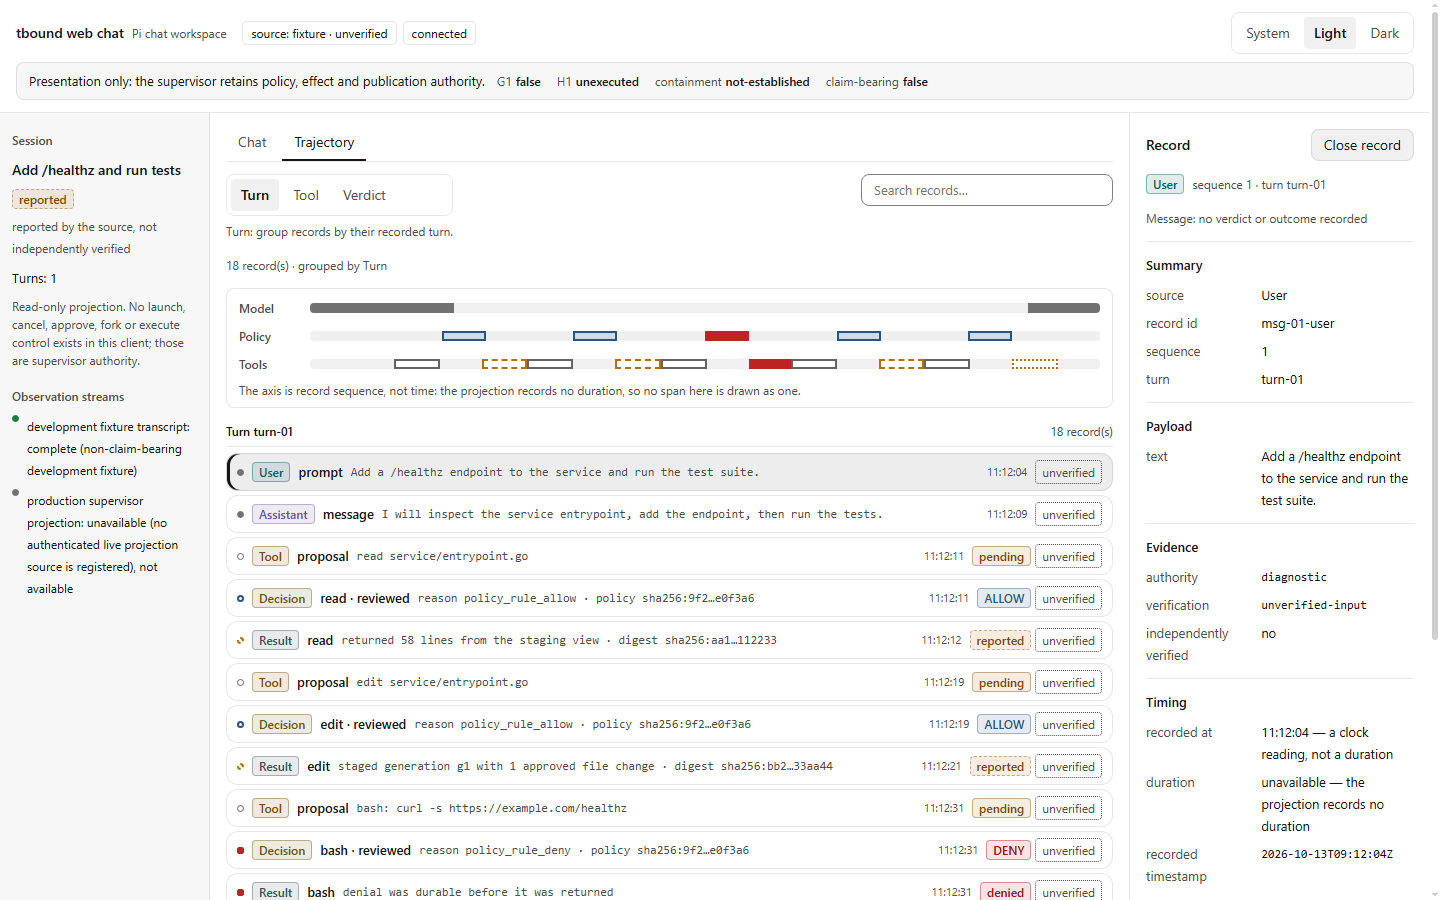 tbound web chat Pi chat workspace source: fixture · unverified connected System Light Dark
Presentation only: the supervisor retains policy, effect and publication authority. G1 false H1 unexecuted containment not-established claim-bearing false
Session
Add /healthz and run tests
reported
reported by the source, not
independently verified
Turns: 1
Read-only projection. No launch,
cancel, approve, fork or execute
control exists in this client; those
are supervisor authority.
Observation streams
development fixture transcript:
complete (non-claim-bearing
development fixture)
production supervisor
projection: unavailable (no
authenticated live projection
source is registered), not
available
Chat Trajectory
Turn Tool Verdict Search records...
Turn: group records by their recorded turn.
18 record(s) · grouped by Turn
Model
Policy
Tools
The axis is record sequence, not time: the projection records no duration, so no span here is drawn as one.
Turn turn-01 18 record(s)
User prompt Add a /healthz endpoint to the service and run the test suite. 11:12:04 unverified
Assistant message I will inspect the service entrypoint, add the endpoint, then run the tests. 11:12:09 unverified
Tool proposal read service/entrypoint.go 11:12:11 pending unverified
Decision read · reviewed reason policy_rule_allow · policy sha256:9f2…e0f3a6 11:12:11 ALLOW unverified
Result read returned 58 lines from the staging view · digest sha256:aa1…112233 11:12:12 reported unverified
Tool proposal edit service/entrypoint.go 11:12:19 pending unverified
Decision edit · reviewed reason policy_rule_allow · policy sha256:9f2…e0f3a6 11:12:19 ALLOW unverified
Result edit staged generation g1 with 1 approved file change · digest sha256:bb2…33aa44 11:12:21 reported unverified
Tool proposal bash: curl -s https://example.com/healthz 11:12:31 pending unverified
Decision bash · reviewed reason policy_rule_deny · policy sha256:9f2…e0f3a6 11:12:31 DENY unverified
Result bash denial was durable before it was returned 11:12:31 denied unverified
Record Close record
User sequence 1 · turn turn-01
Message: no verdict or outcome recorded
Summary
source User
record id msg-01-user
sequence 1
turn turn-01
Payload
text Add a /healthz endpoint
to the service and run the
test suite.
Evidence
authority diagnostic
verification unverified-input
independently no
verified
Timing
recorded at 11:12:04 — a clock
reading, not a duration
duration unavailable — the
projection records no
duration
recorded 2026-10-13T09:12:04Z
timestamp